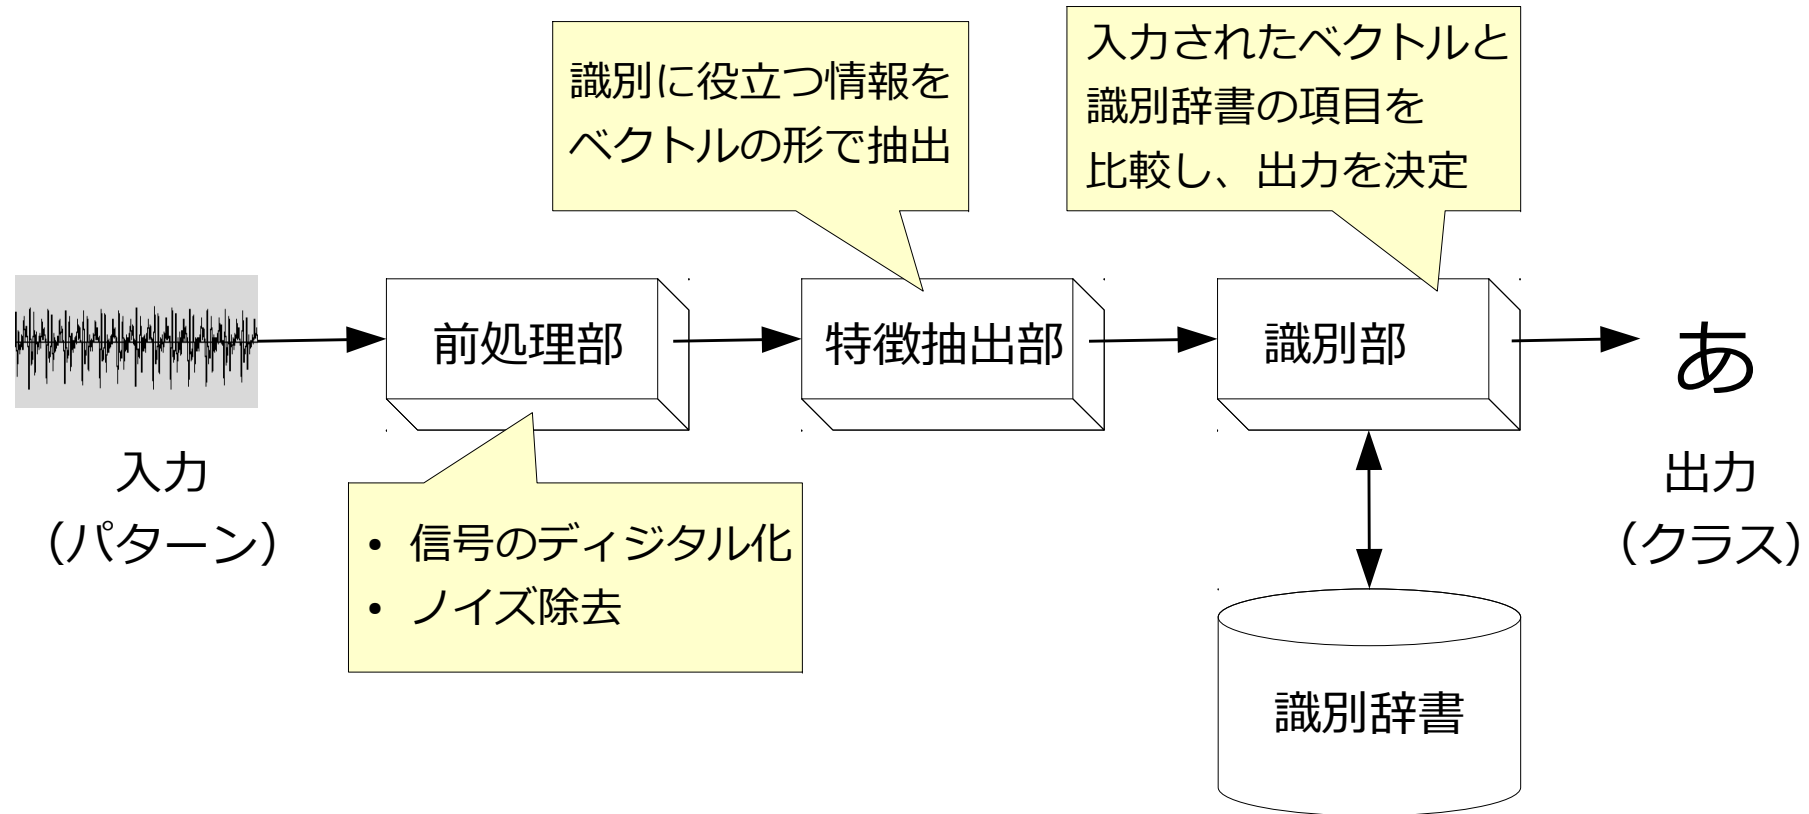 識別に役立つ情報を
ベクトルの形で抽出
入力されたベクトルと
識別辞書の項目を
比較し、出力を決定
前処理部
特徴抽出部
識別部
あ
入力
（パターン）
• 信号のディジタル化
• ノイズ除去
出力
（クラス）
識別辞書